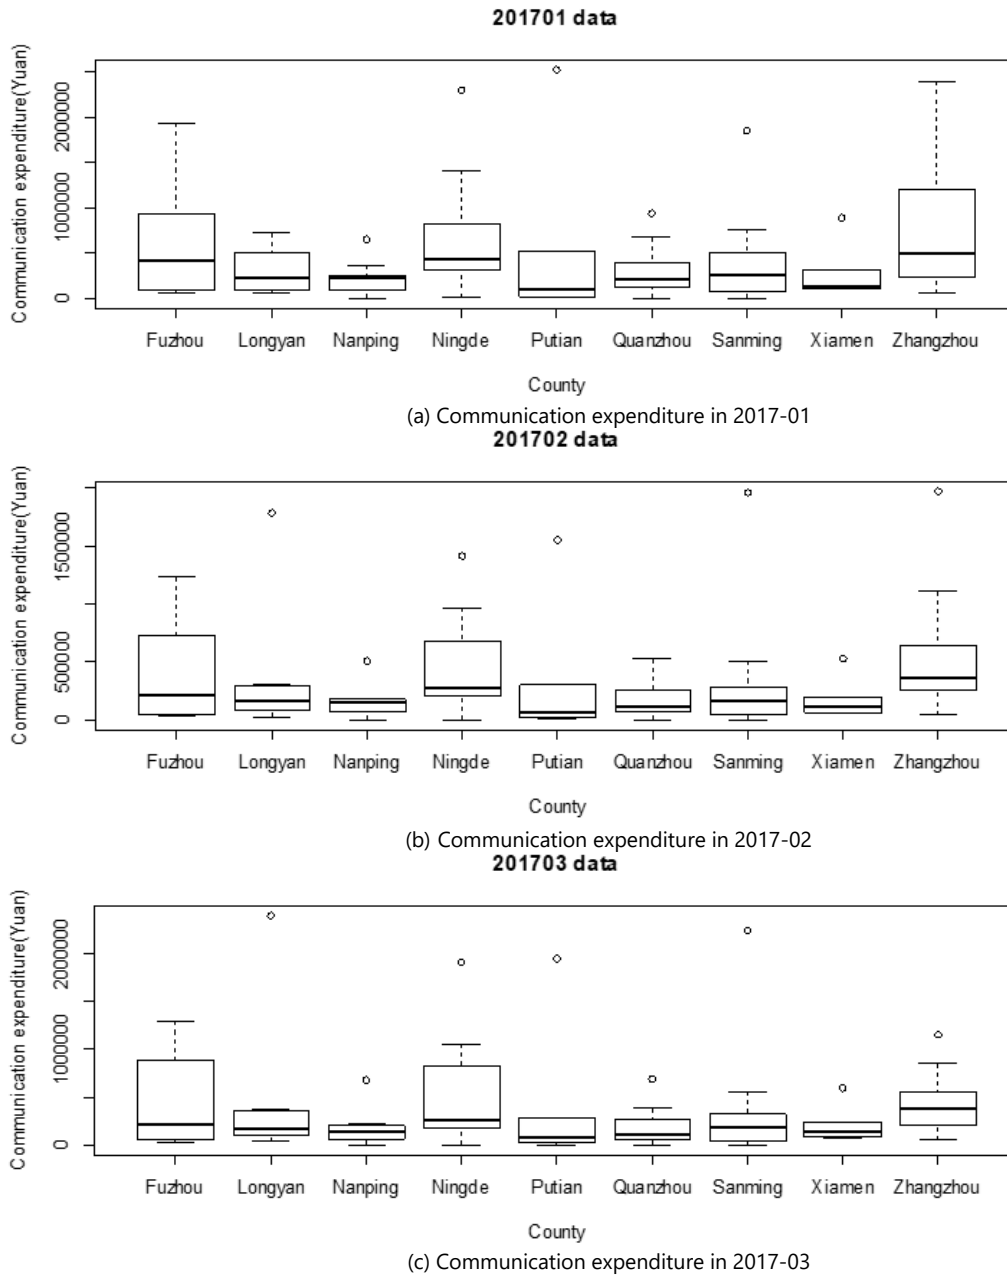 201701 data
Communication expenditure(Yuan)
2000000
1000000
0
Fuzhou Longyan Nanping Ningde Putian Quanzhou Sanming Xiamen Zhangzhou
County
(a) Communication expenditure in 2017-01
201702 data
Communication expenditure(Yuan)
1500000
500000
0
Fuzhou Longyan Nanping Ningde Putian Quanzhou Sanming Xiamen Zhangzhou
County
(b) Communication expenditure in 2017-02
201703 data
Communication expenditure(Yuan)
2000000
1000000
0
Fuzhou Longyan Nanping Ningde Putian Quanzhou Sanming Xiamen Zhangzhou
County
(c) Communication expenditure in 2017-03